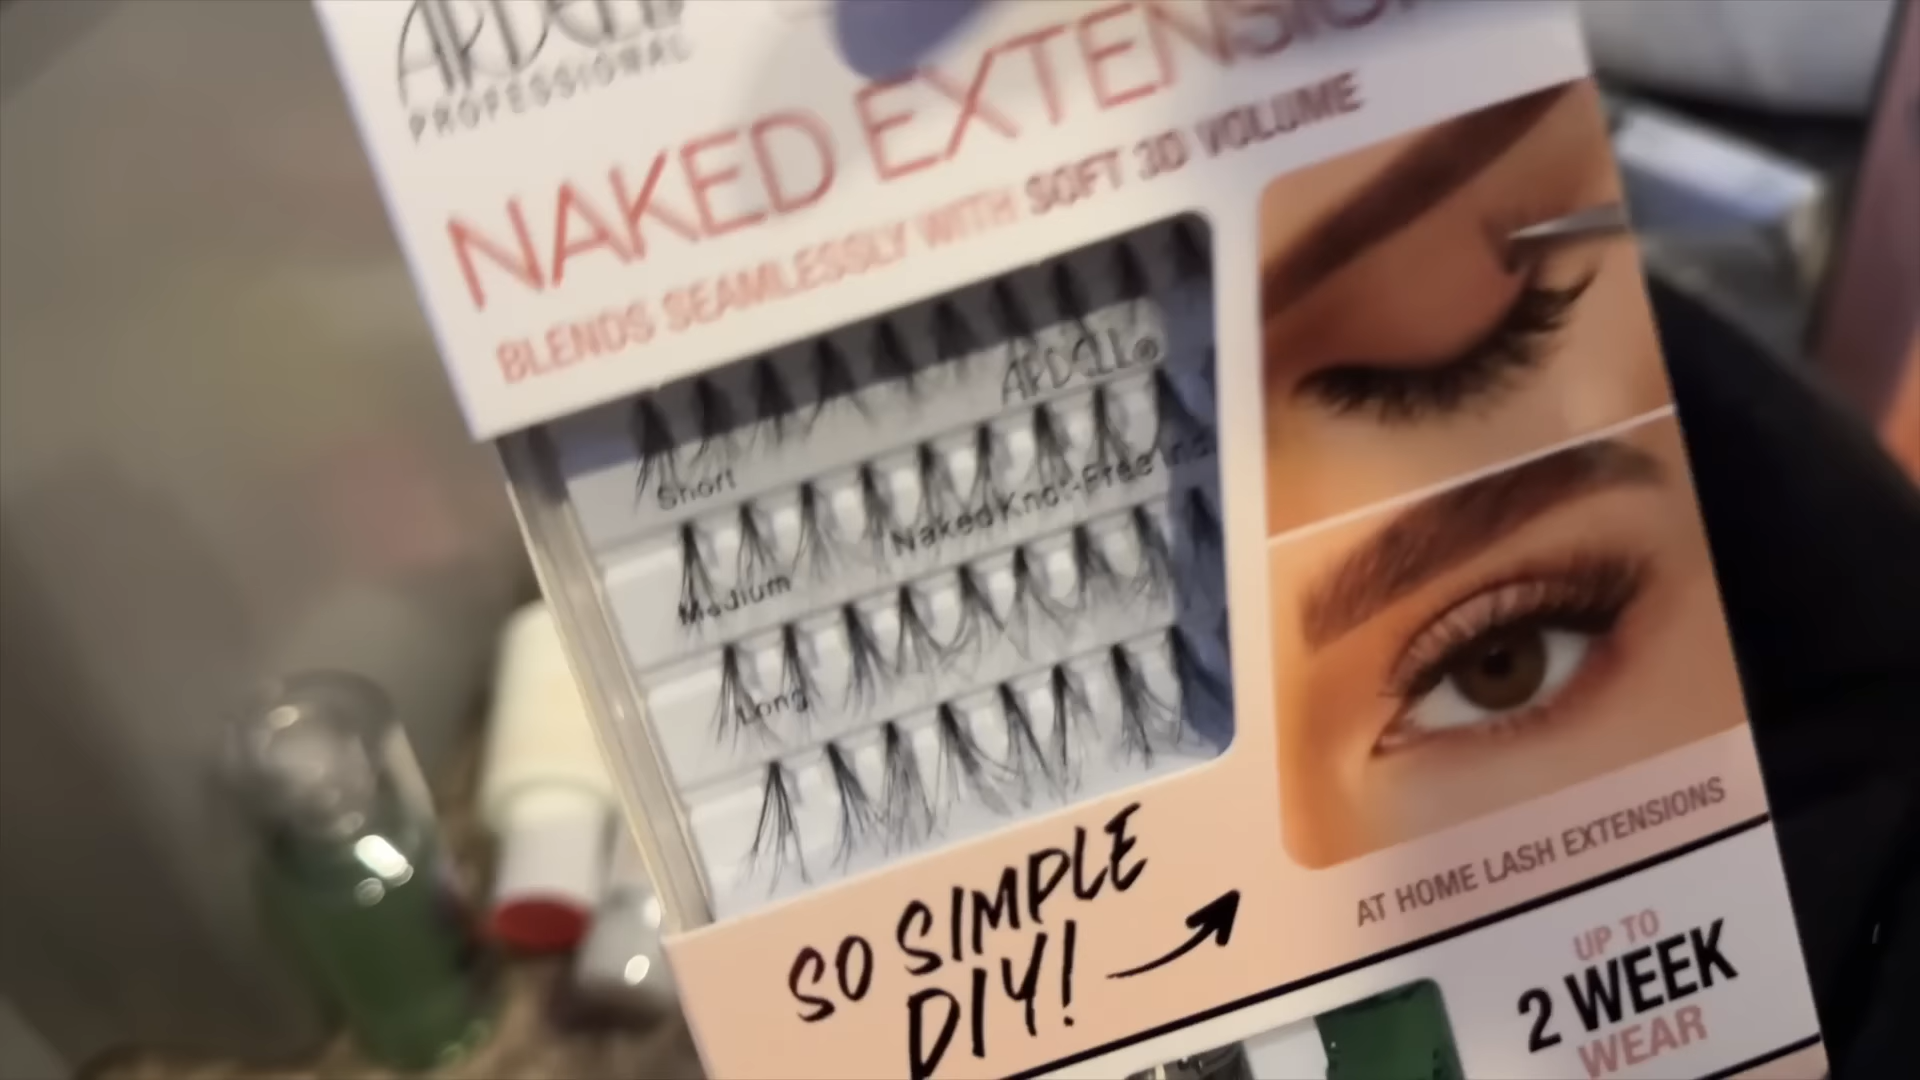 ARDELL
PROFESSIONAL
NAKED EXTENSIO
BLENDS SEAMLESSLY WITH SOFT 3D VOLUME
ARDELL®
Short
Naked Knot-Free Ind
Medium
Long
SO SIMPLE
DIY!
AT HOME LASH EXTENSIONS
UP TO
2 WEEK
WEAR